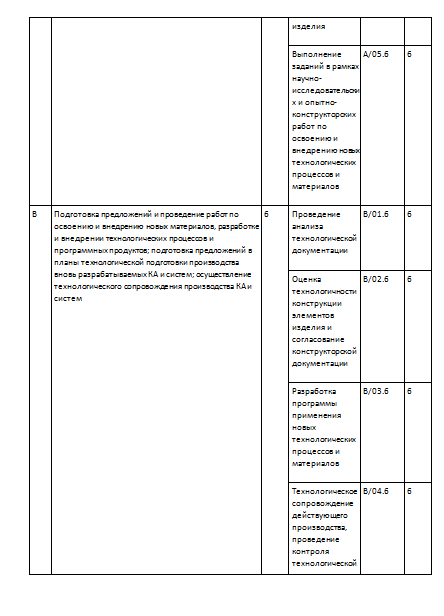 изделия
Выполнение A/05.6 6
заданий в рамках
научно-
исследовательски
х и опытно-
конструкторских
работ по
освоению и
внедрению новых
технологических
процессов и
материалов
B Подготовка предложений и проведение работ по 6 Проведение B/01.6 6
освоению и внедрению новых материалов, разработке анализа
и внедрении технологических процессов и технологической
программных продуктов; подготовка предложений в документации
планы технологической подготовки производства
вновь разрабатываемых КА и систем; осуществление
технологического сопровождения производства КА и
систем
Оценка B/02.6 6
технологичности
конструкции
элементов
изделия и
согласование
конструкторской
документации
Разработка B/03.6 6
программы
применения
новых
технологических
процессов и
материалов
Технологическое B/04.6 6
сопровождение
действующего
производства,
проведение
контроля
технологической